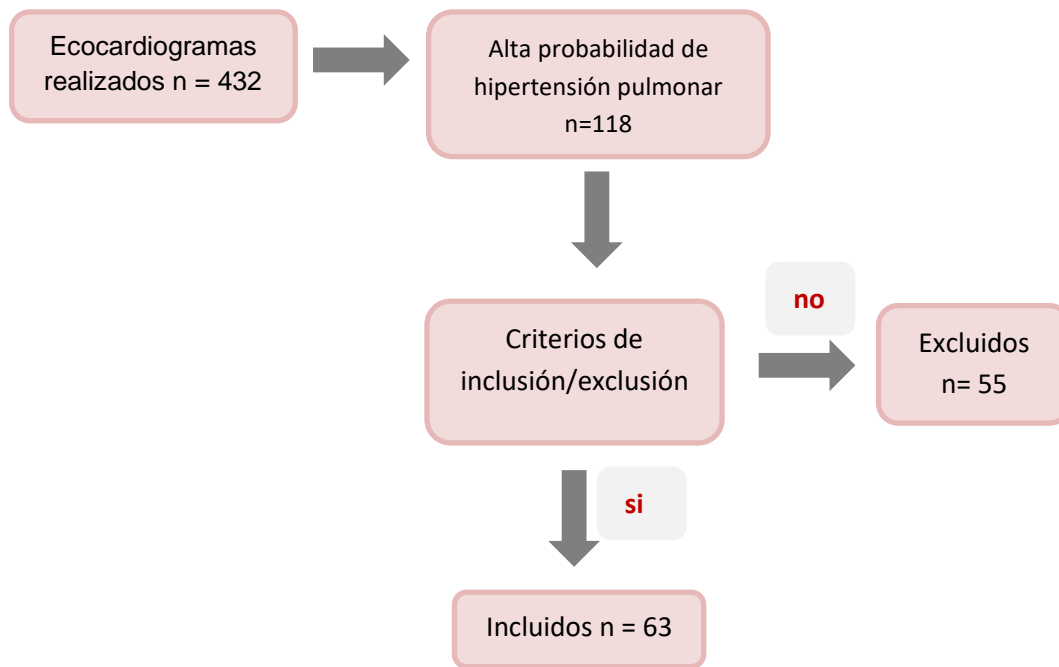 Ecocardiogramas
realizados n = 432
Alta probabilidad de
hipertensión pulmonar
n=118
Criterios de
inclusión/exclusión
no
Excluidos
n= 55
si
Incluidos n = 63